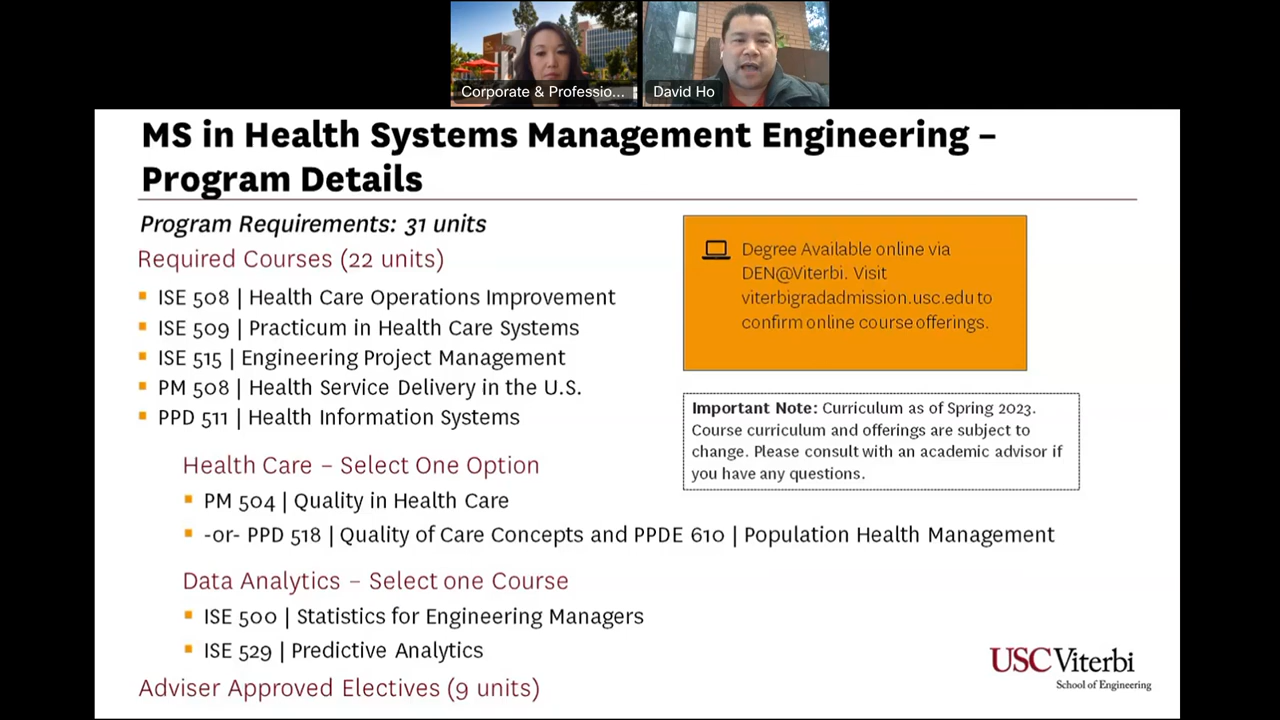 Corporate & Professio...
David Ho
MS in Health Systems Management Engineering –
Program Details
Program Requirements: 31 units
Required Courses (22 units)
ISE 508 | Health Care Operations Improvement
ISE 509 | Practicum in Health Care Systems
ISE 515 | Engineering Project Management
PM 508 | Health Service Delivery in the U.S.
PPD 511 | Health Information Systems
Health Care – Select One Option
PM 504 | Quality in Health Care
-or- PPD 518 | Quality of Care Concepts and PPDE 610 | Population Health Management
Data Analytics – Select one Course
ISE 500 | Statistics for Engineering Managers
ISE 529 | Predictive Analytics
Adviser Approved Electives (9 units)
Degree Available online via
DEN@Viterbi. Visit
viterbigradadmission.usc.edu to
confirm online course offerings.
Important Note: Curriculum as of Spring 2023.
Course curriculum and offerings are subject to
change. Please consult with an academic advisor if
you have any questions.
USC Viterbi
School of Engineering